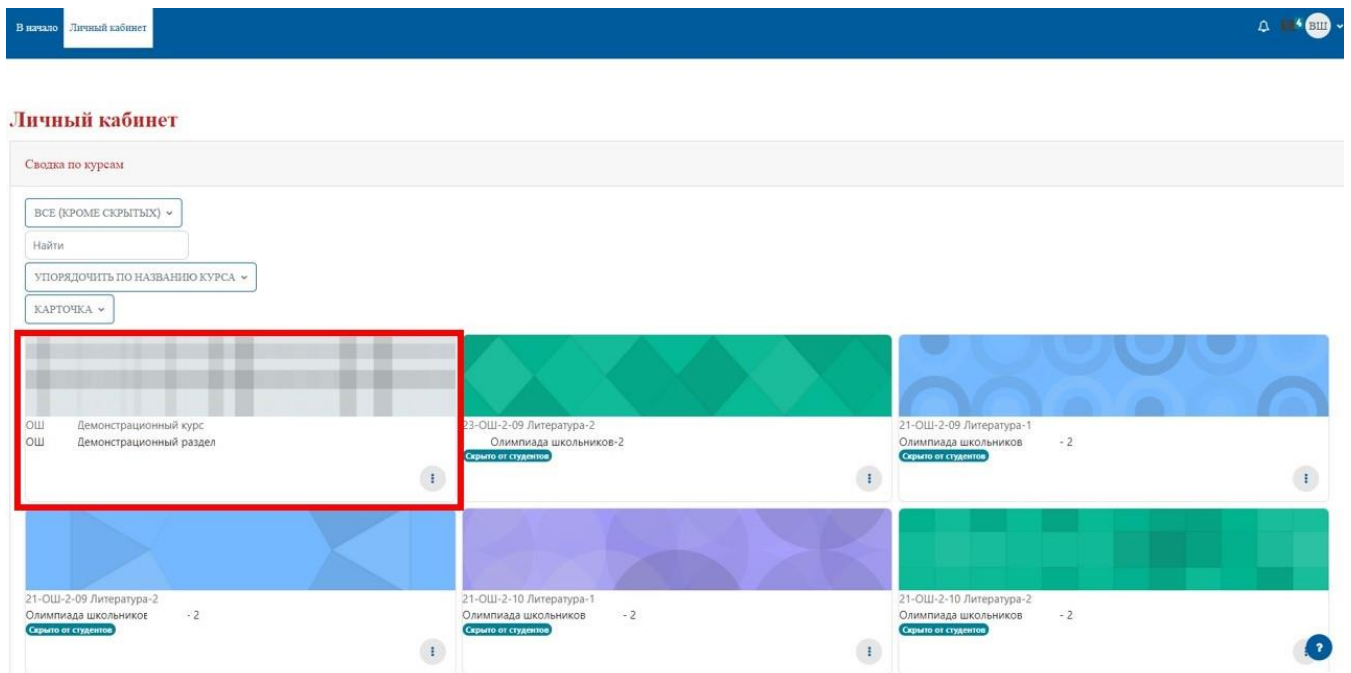 В начало Личный кабинет 4 ВШ
Личный кабинет
Сводка по курсам
ВСЕ (КРОМЕ СКРЫТЫХ)
Найти
УПОРЯДОЧИТЬ ПО НАЗВАНИЮ КУРСА
КАРТОЧКА
ОШ Демонстрационный курс
ОШ Демонстрационный раздел
23-ОШ-2-09 Литература-2
Олимпиада школьников-2
Скрыто от студентов
21-ОШ-2-09 Литература-1
Олимпиада школьников - 2
Скрыто от студентов
21-ОШ-2-09 Литература-2
Олимпиада школьников - 2
Скрыто от студентов
21-ОШ-2-10 Литература-1
Олимпиада школьников - 2
Скрыто от студентов
21-ОШ-2-10 Литература-2
Олимпиада школьников - 2
Скрыто от студентов
?